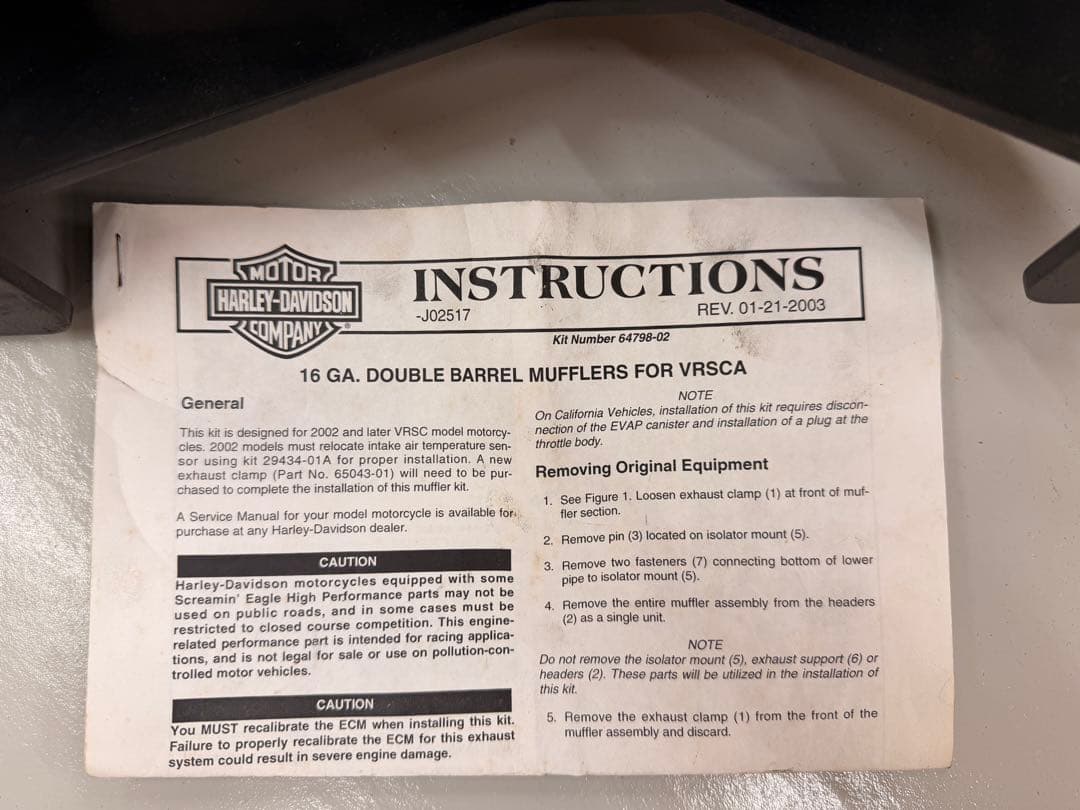 MOTOR
HARLEY-DAVIDSON
COMPANY
®
INSTRUCTIONS
-J02517
REV. 01-21-2003
Kit Number 64798-02
16 GA. DOUBLE BARREL MUFFLERS FOR VRSCA
General
This kit is designed for 2002 and later VRSC model motorcy-
cles. 2002 models must relocate intake air temperature sen-
sor using kit 29434-01A for proper installation. A new
exhaust clamp (Part No. 65043-01) will need to be pur-
chased to complete the installation of this muffler kit.
A Service Manual for your model motorcycle is available for
purchase at any Harley-Davidson dealer.
CAUTION
Harley-Davidson motorcycles equipped with some
Screamin' Eagle High Performance parts may not be
used on public roads, and in some cases must be
restricted to closed course competition. This engine-
related performance part is intended for racing applica-
tions, and is not legal for sale or use on pollution-con-
trolled motor vehicles.
CAUTION
You MUST recalibrate the ECM when installing this kit.
Failure to properly recalibrate the ECM for this exhaust
system could result in severe engine damage.
NOTE
On California Vehicles, installation of this kit requires discon-
nection of the EVAP canister and installation of a plug at the
throttle body.
Removing Original Equipment
1. See Figure 1. Loosen exhaust clamp (1) at front of muf-
fler section.
2. Remove pin (3) located on isolator mount (5).
3. Remove two fasteners (7) connecting bottom of lower
pipe to isolator mount (5).
4. Remove the entire muffler assembly from the headers
(2) as a single unit.
NOTE
Do not remove the isolator mount (5), exhaust support (6) or
headers (2). These parts will be utilized in the installation of
this kit.
5. Remove the exhaust clamp (1) from the front of the
muffler assembly and discard.